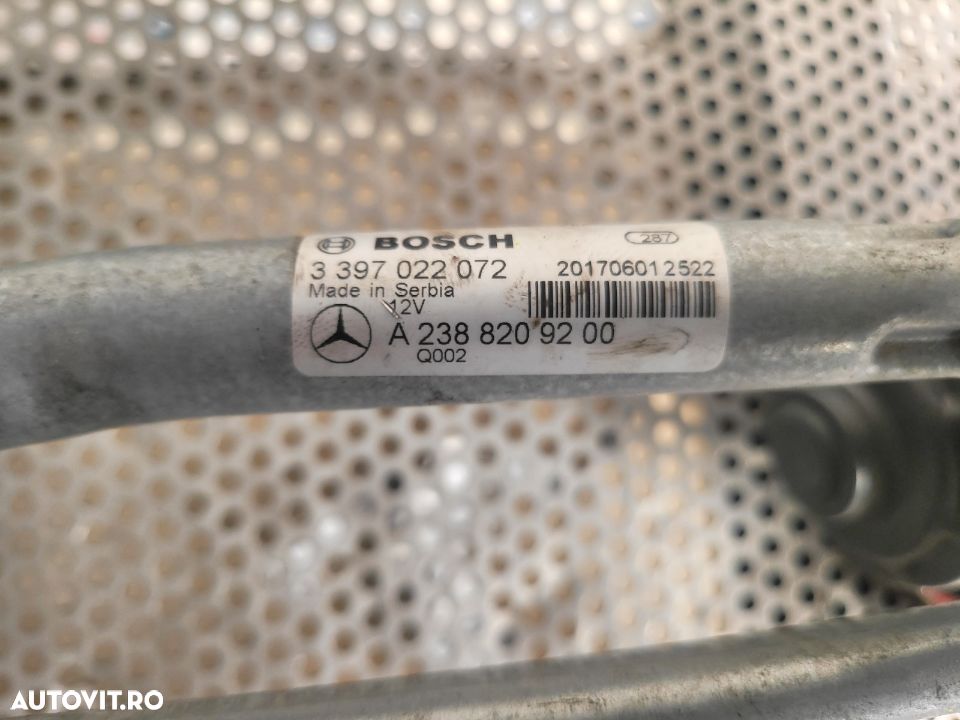 BOSCH 287
3 397 022 072 201706012522
Made in Serbia
12V
A 238 820 92 00
Q002
AUTOVIT.RO